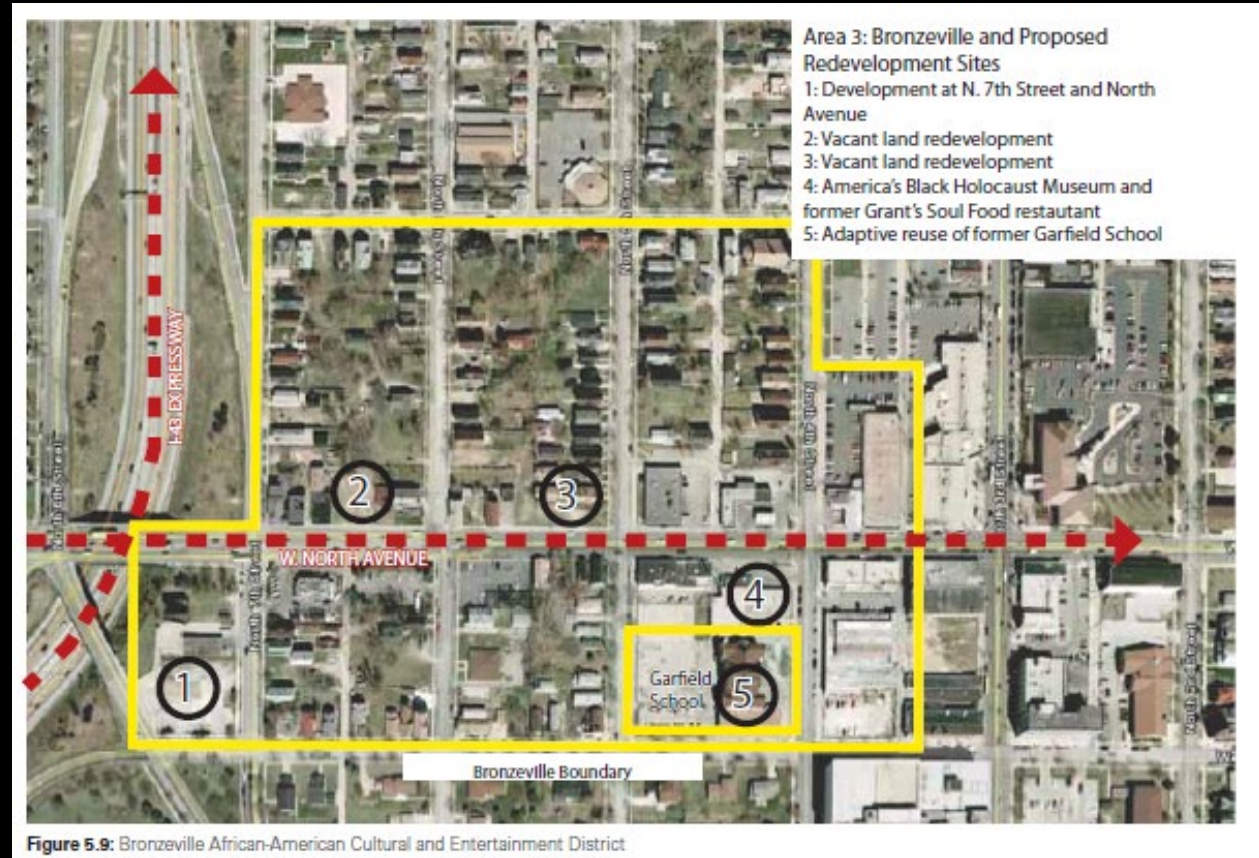 Area 3: Bronzeville and Proposed
Redevelopment Sites
1: Development at N. 7th Street and North
Avenue
2: Vacant land redevelopment
3: Vacant land redevelopment
4: America's Black Holocaust Museum and
former Grant's Soul Food restautant
5: Adaptive reuse of former Garfield School
I-43 EXPRESSWAY
North 4th Street
2
3
W. NORTH AVENUE
North 7th Street
4
1
Garfield
School
5
Bronzeville Boundary
Figure 5.9: Bronzeville African-American Cultural and Entertainment District